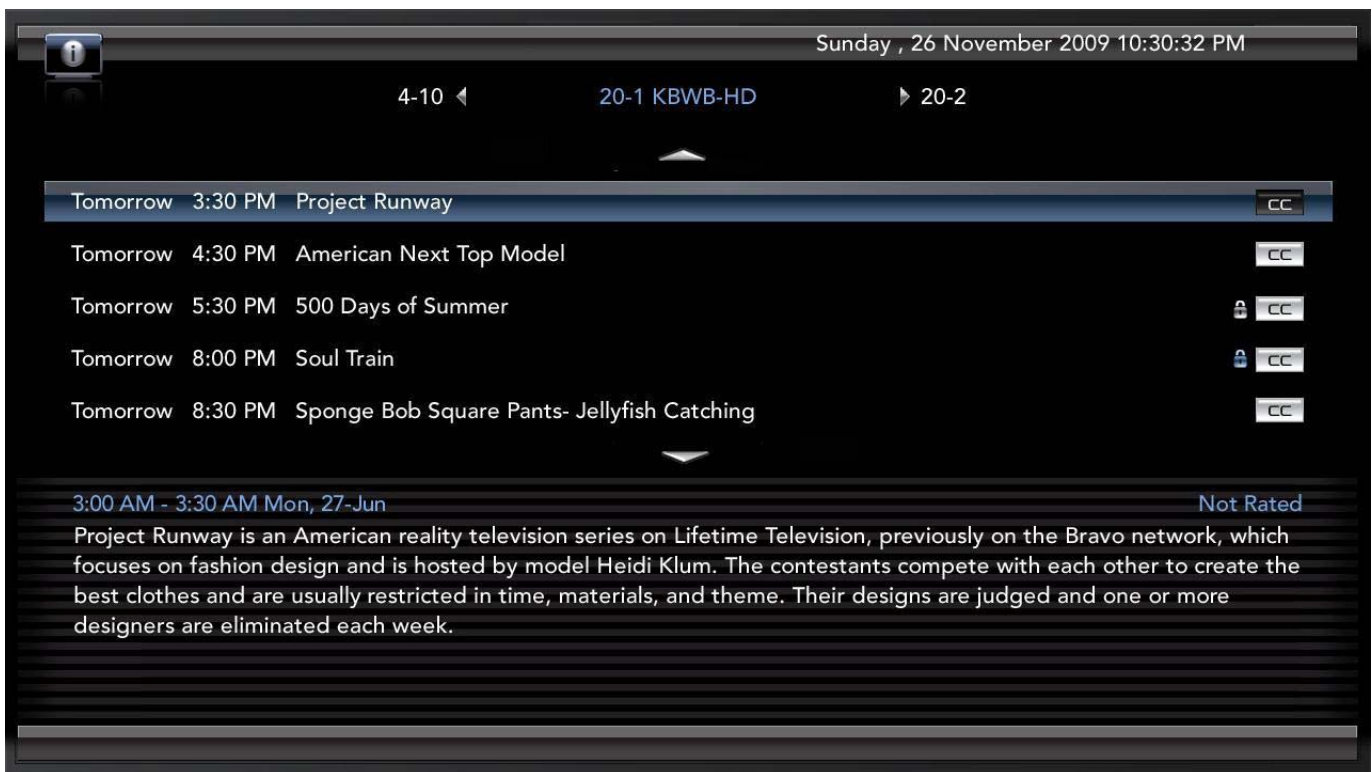 i
Sunday , 26 November 2009 10:30:32 PM
4-10 20-1 KBWB-HD 20-2
Tomorrow 3:30 PM Project Runway CC
Tomorrow 4:30 PM American Next Top Model CC
Tomorrow 5:30 PM 500 Days of Summer CC
Tomorrow 8:00 PM Soul Train CC
Tomorrow 8:30 PM Sponge Bob Square Pants- Jellyfish Catching CC
3:00 AM - 3:30 AM Mon, 27-Jun Not Rated
Project Runway is an American reality television series on Lifetime Television, previously on the Bravo network, which
focuses on fashion design and is hosted by model Heidi Klum. The contestants compete with each other to create the
best clothes and are usually restricted in time, materials, and theme. Their designs are judged and one or more
designers are eliminated each week.